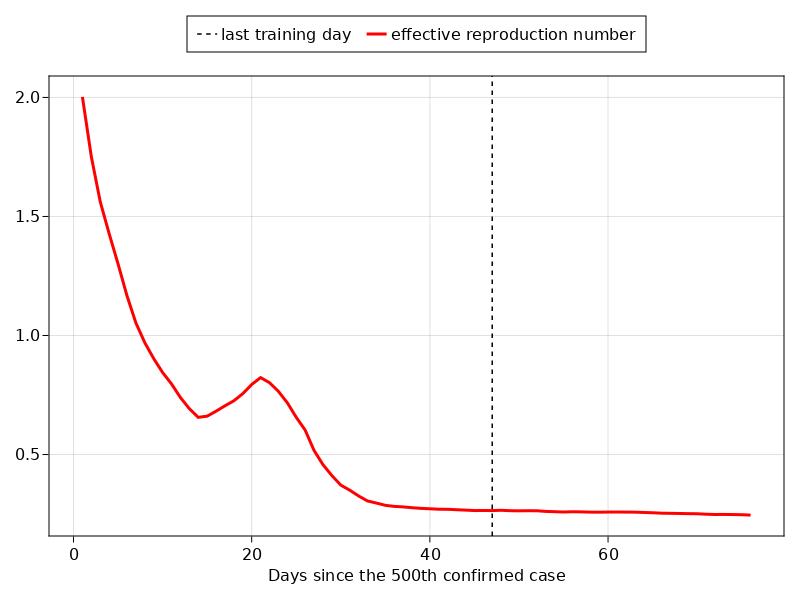 last training day effective reproduction number
2.0
1.5
1.0
0.5
0 20 40 60
Days since the 500th confirmed case